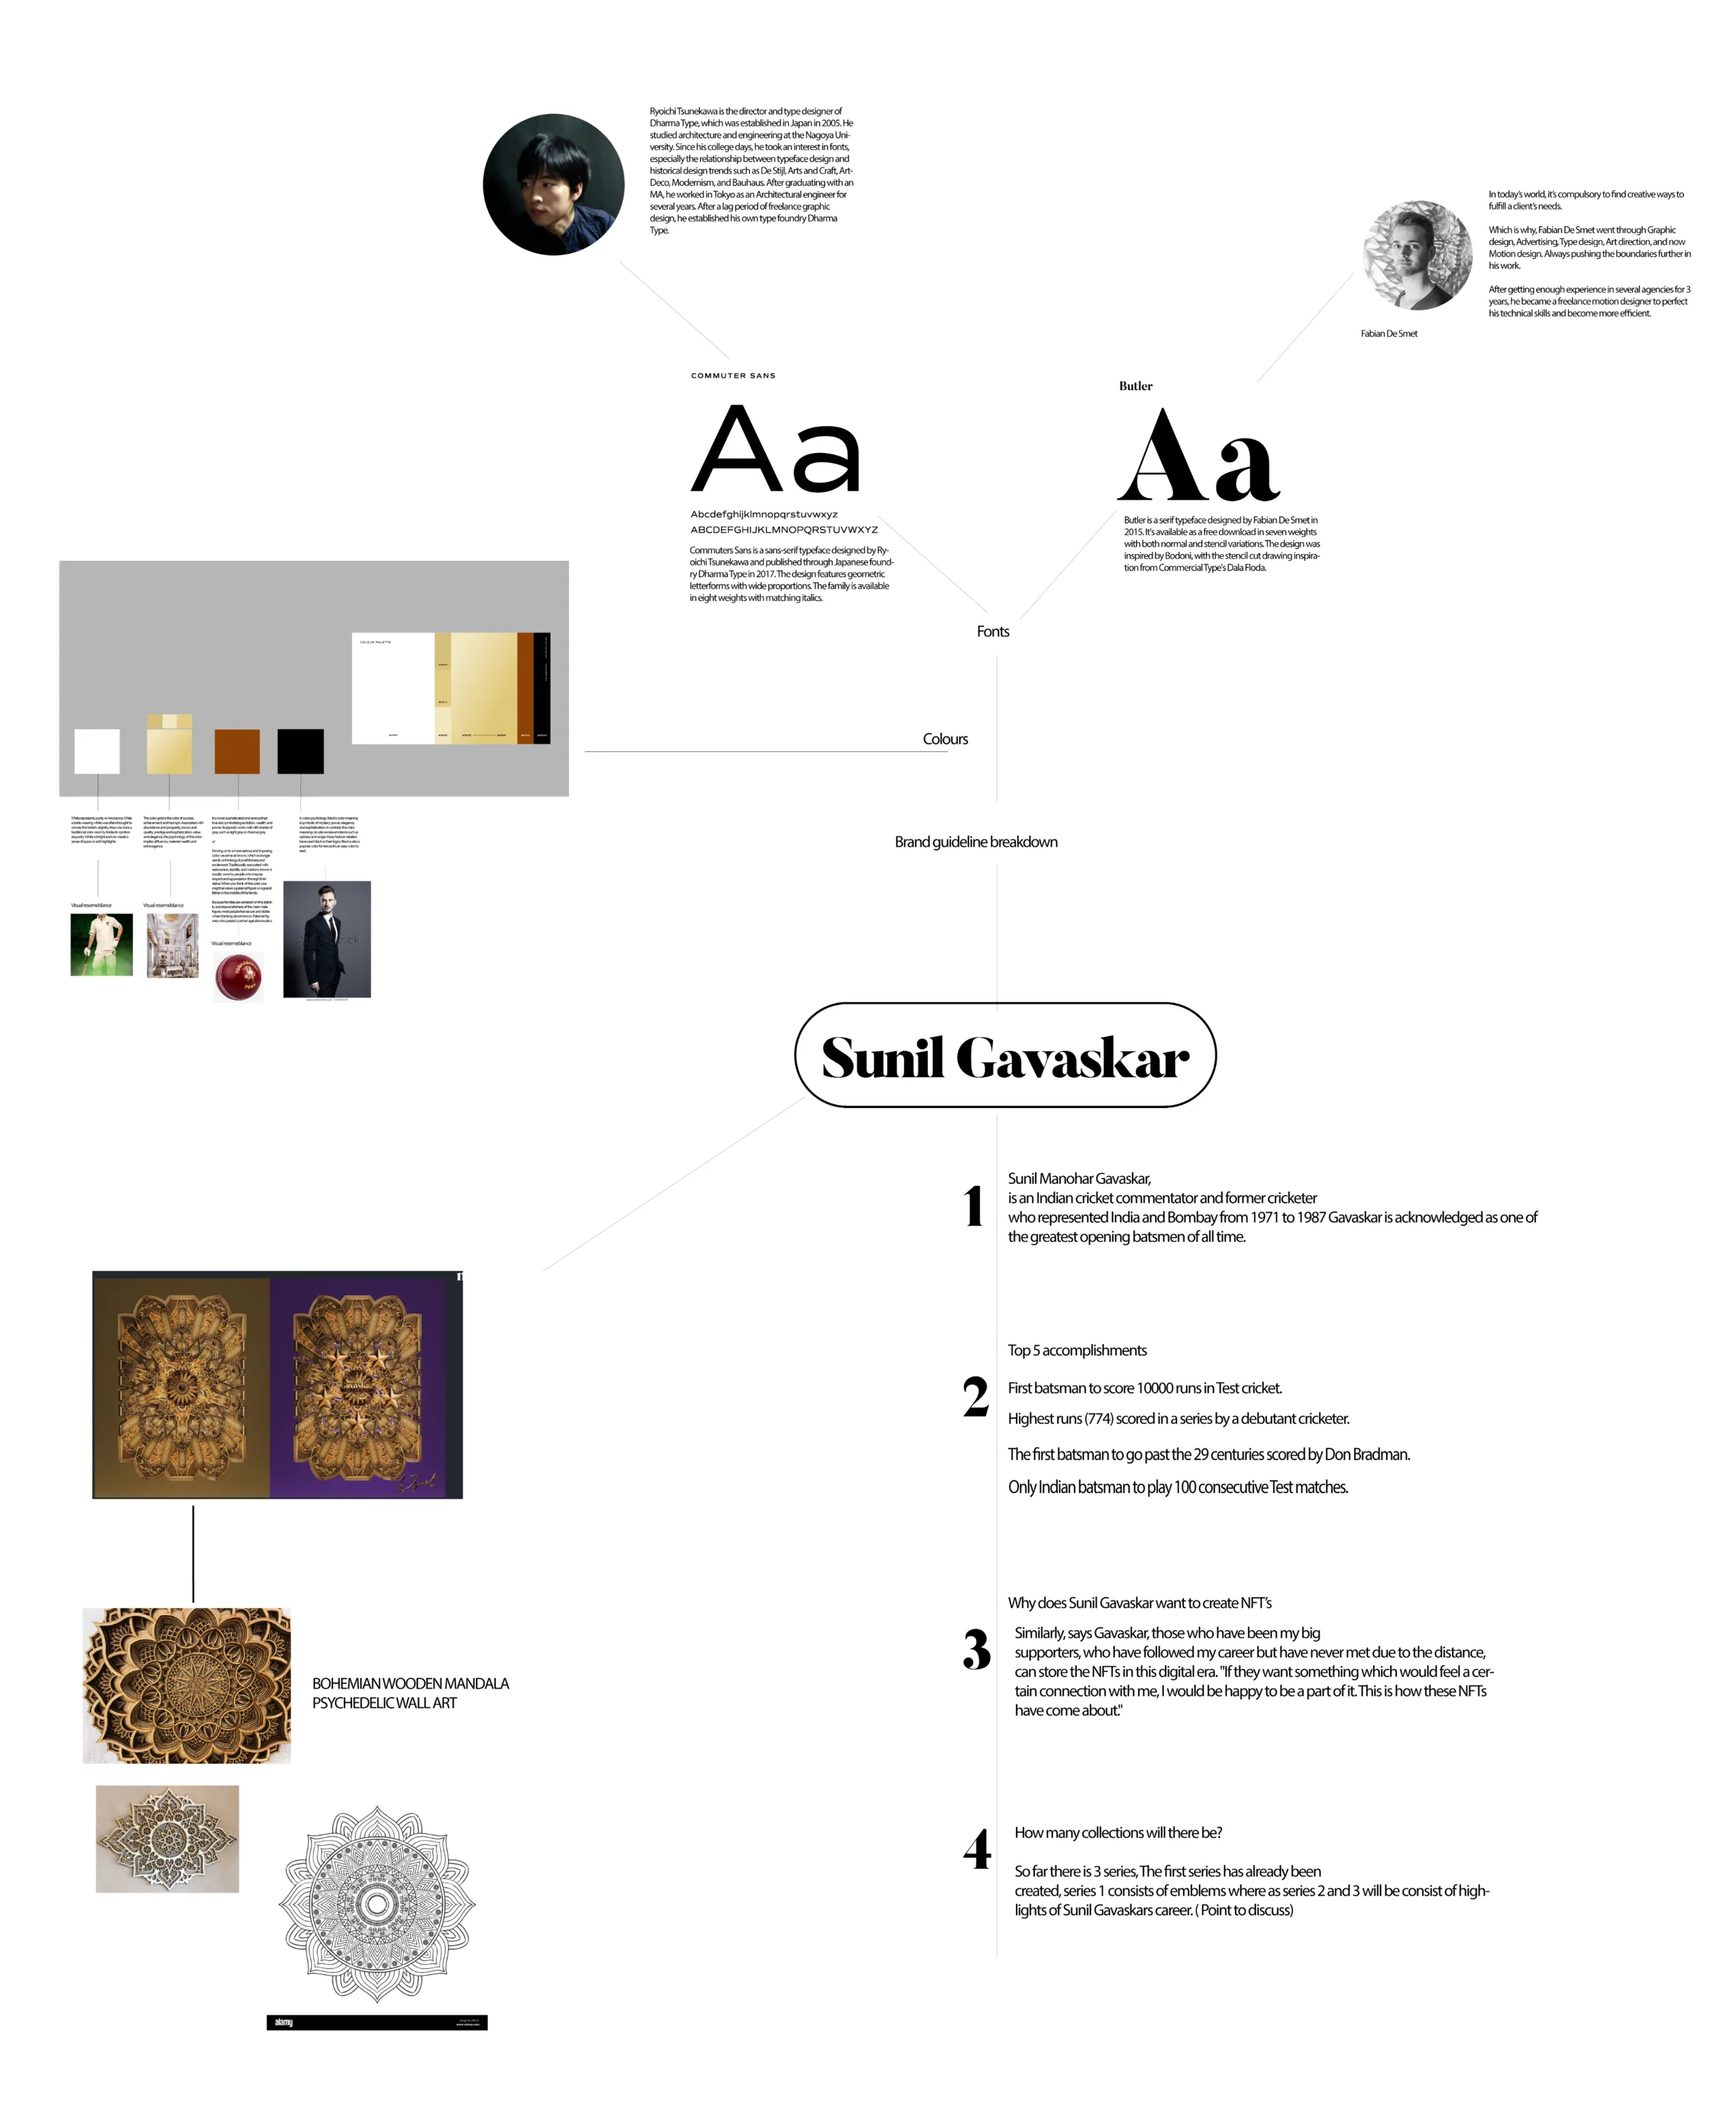 Ryoichi Tsunekawa is the director and type designer of
Dharma Type, which was established in Japan in 2005. He
studied architecture and engineering at the Nagoya Uni-
versity. Since his college days, he took an interest in fonts,
especially the relationship between typeface design and
historical design trends such as De Stijl, Arts and Craft, Art-
Deco, Modernism, and Bauhaus. After graduating with an
MA, he worked in Tokyo as an Architectural engineer for
several years. After a lag period of freelance graphic
design, he established his own type foundry Dharma
Type.
In today's world, it's compulsory to find creative ways to
fulfill a client's needs.
Which is why, Fabian De Smet went through Graphic
design, Advertising, Type design, Art direction, and now
Motion design. Always pushing the boundaries further in
his work.
After getting enough experience in several agencies for 3
years, he became a freelance motion designer to perfect
his technical skills and become more efficient.
Fabian De Smet
COMMUTER SANS
Aa
Abcdefghijklmnopqrstuvwxyz
ABCDEFGHIJKLMNOPQRSTUVWXYZ
Commuters Sans is a sans-serif typeface designed by Ry-
oichi Tsunekawa and published through Japanese found-
ry Dharma Type in 2017. The design features geometric
letterforms with wide proportions. The family is available
in eight weights with matching italics.
Butler
Aa
Butler is a serif typeface designed by Fabian De Smet in
2015. It's available as a free download in seven weights
with both normal and stencil variations. The design was
inspired by Bodoni, with the stencil cut drawing inspira-
tion from Commercial Type's Dala Floda.
Fonts
COLOUR PALETTE
Colours
Brand guideline breakdown
Visual resemeblance
Visual resemeblance
Visual resemeblance
Sunil Gavaskar
1
Sunil Manohar Gavaskar,
is an Indian cricket commentator and former cricketer
who represented India and Bombay from 1971 to 1987 Gavaskar is acknowledged as one of
the greatest opening batsmen of all time.
2
Top 5 accomplishments
First batsman to score 10000 runs in Test cricket.
Highest runs (774) scored in a series by a debutant cricketer.
The first batsman to go past the 29 centuries scored by Don Bradman.
Only Indian batsman to play 100 consecutive Test matches.
3
Why does Sunil Gavaskar want to create NFT's
Similarly, says Gavaskar, those who have been my big
supporters, who have followed my career but have never met due to the distance,
can store the NFTs in this digital era. "If they want something which would feel a cer-
tain connection with me, I would be happy to be a part of it. This is how these NFTs
have come about."
BOHEMIAN WOODEN MANDALA
PSYCHEDELIC WALL ART
4
How many collections will there be?
So far there is 3 series, The first series has already been
created, series 1 consists of emblems where as series 2 and 3 will be consist of high-
lights of Sunil Gavaskars career. ( Point to discuss)
alamy
www.alamy.com